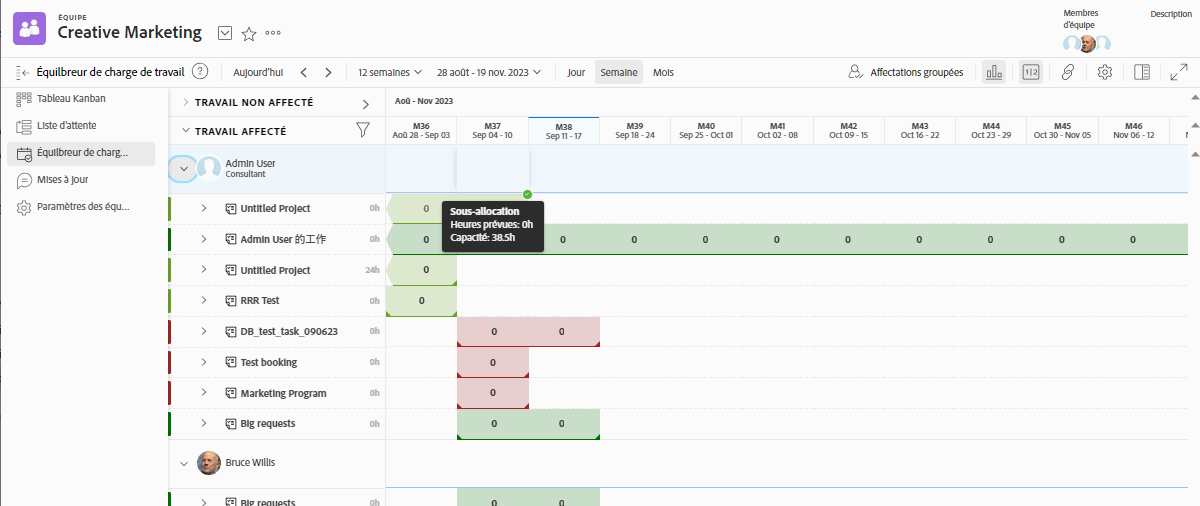 ÉQUIPE
Creative Marketing
Membres
d'équipe
Description
Équilbreur de charge de travail
?
Aujourd'hui
12 semaines
28 août - 19 nov. 2023
Jour
Semaine
Mois
Affectations groupées
Tableau Kanban
Liste d'attente
Équilbreur de charg...
Mises à jour
Paramètres des équ...
TRAVAIL NON AFFECTÉ
TRAVAIL AFFECTÉ
Aoû - Nov 2023
M36 M37 M38 M39 M40 M41 M42 M43 M44 M45 M46
Aoû 28 - Sep 03 Sep 04 - 10 Sep 11 - 17 Sep 18 - 24 Sep 25 - Oct 01 Oct 02 - 08 Oct 09 - 15 Oct 16 - 22 Oct 23 - 29 Oct 30 - Nov 05 Nov 06 - 12
Admin User
Consultant
Untitled Project 0h 0
Sous-allocation
Heures prévues: 0h
Capacité: 38.5h
Admin User 的工作 0h 0 0 0 0 0 0 0 0 0 0
Untitled Project 24h 0
RRR Test 0h 0
DB_test_task_090623 0h 0 0
Test booking 0h 0
Marketing Program 0h 0
Big requests 0h 0 0
Bruce Willis
Big requests 0h 0 0